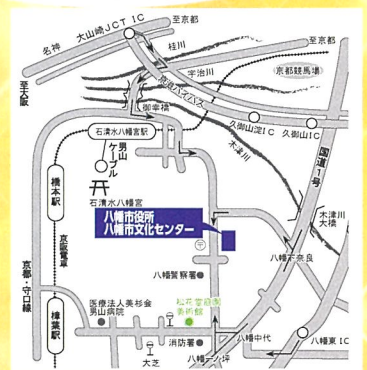 名神
大山崎JCT IC
至京都
桂川
至京都
宇治川
京都競馬場
京滋バイパス
至大阪
御幸橋
石清水八幡宮駅
久御山淀IC
久御山IC
木津川
男山
ケーブル
国道1号
橋本駅
石清水八幡宮
八幡市役所
八幡市文化センター
木津川
大橋
京阪電車
八幡
奈良
八幡警察署
京都・守口線
樟葉駅
医療法人美杉会
男山病院
松花堂庭園
美術館
八幡中代
消防署
大芝
八幡一ノ坪
八幡東IC